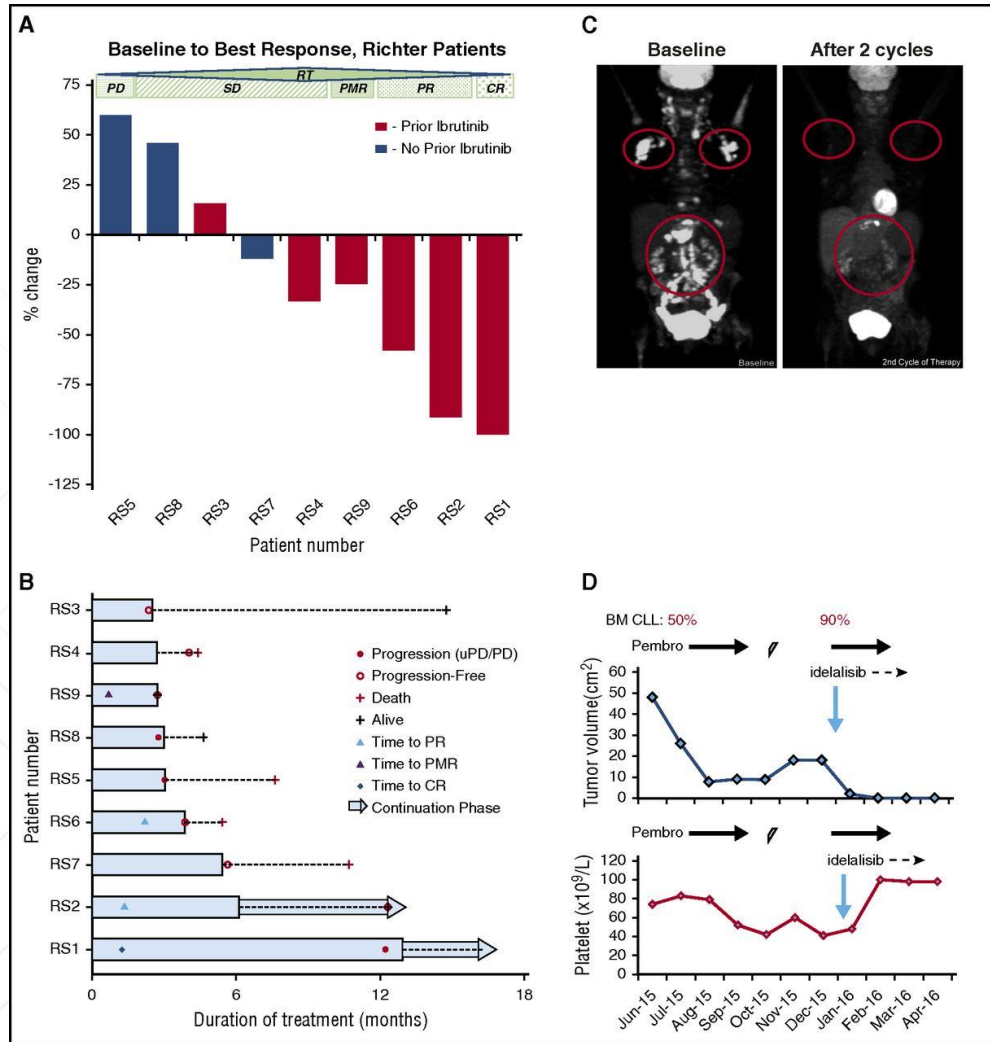 A
Baseline to Best Response, Richter Patients
RT
PD SD PMR PR CR
- Prior Ibrutinib
- No Prior Ibrutinib
% change
75
50
25
0
-25
-50
-75
-100
-125
RS5 RS8 RS3 RS7 RS4 RS9 RS6 RS2 RS1
Patient number
C
Baseline After 2 cycles
Baseline
2nd Cycle of Therapy
B
Patient number
RS3
RS4
RS9
RS8
RS5
RS6
RS7
RS2
RS1
Progression (uPD/PD)
Progression-Free
Death
Alive
Time to PR
Time to PMR
Time to CR
Continuation Phase
0 6 12 18
Duration of treatment (months)
D
BM CLL: 50% 90%
Pembro
idelalisib
Tumor volume(cm2)
60
50
40
30
20
10
0
Pembro
idelalisib
Platelet (x10⁹/L)
120
100
80
60
40
20
0
Jun-15 Jul-15 Aug-15 Sep-15 Oct-15 Nov-15 Dec-15 Jan-16 Feb-16 Mar-16 Apr-16